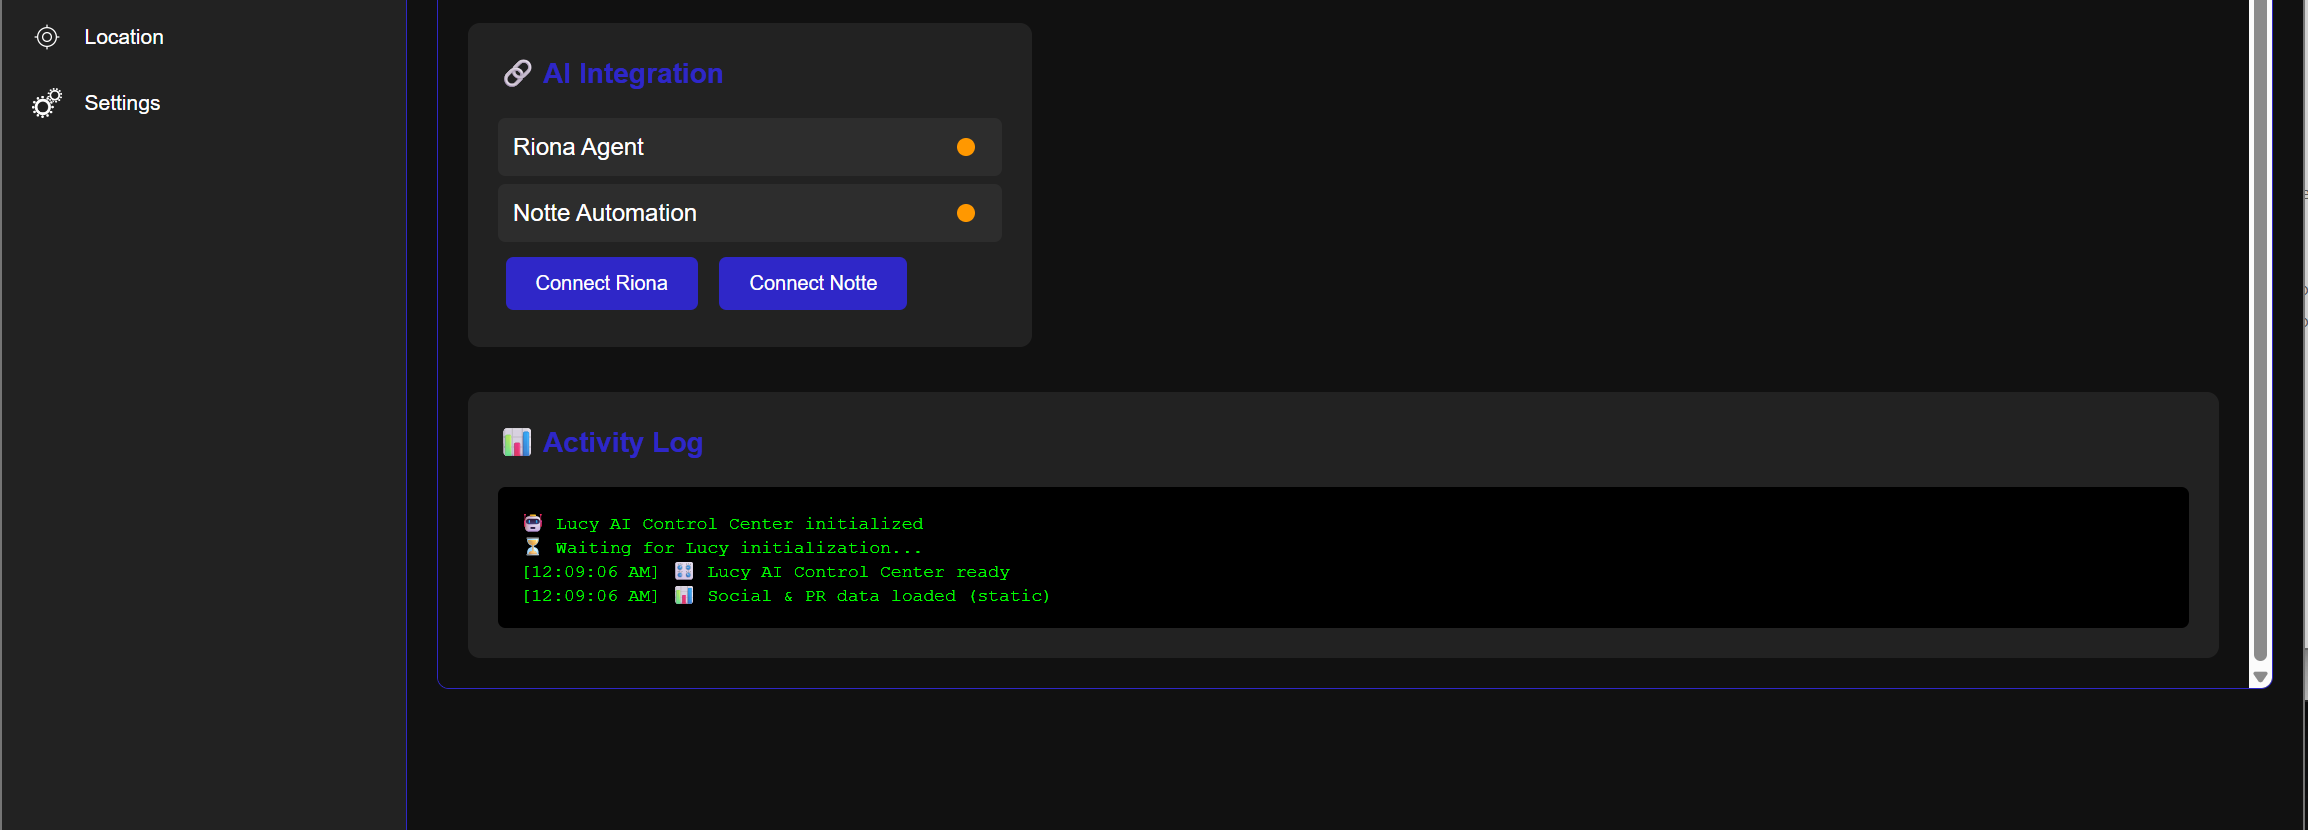 Location
Settings
AI Integration
Riona Agent
Notte Automation
Connect Riona
Connect Notte
Activity Log
Lucy AI Control Center initialized
Waiting for Lucy initialization...
[12:09:06 AM] Lucy AI Control Center ready
[12:09:06 AM] Social & PR data loaded (static)